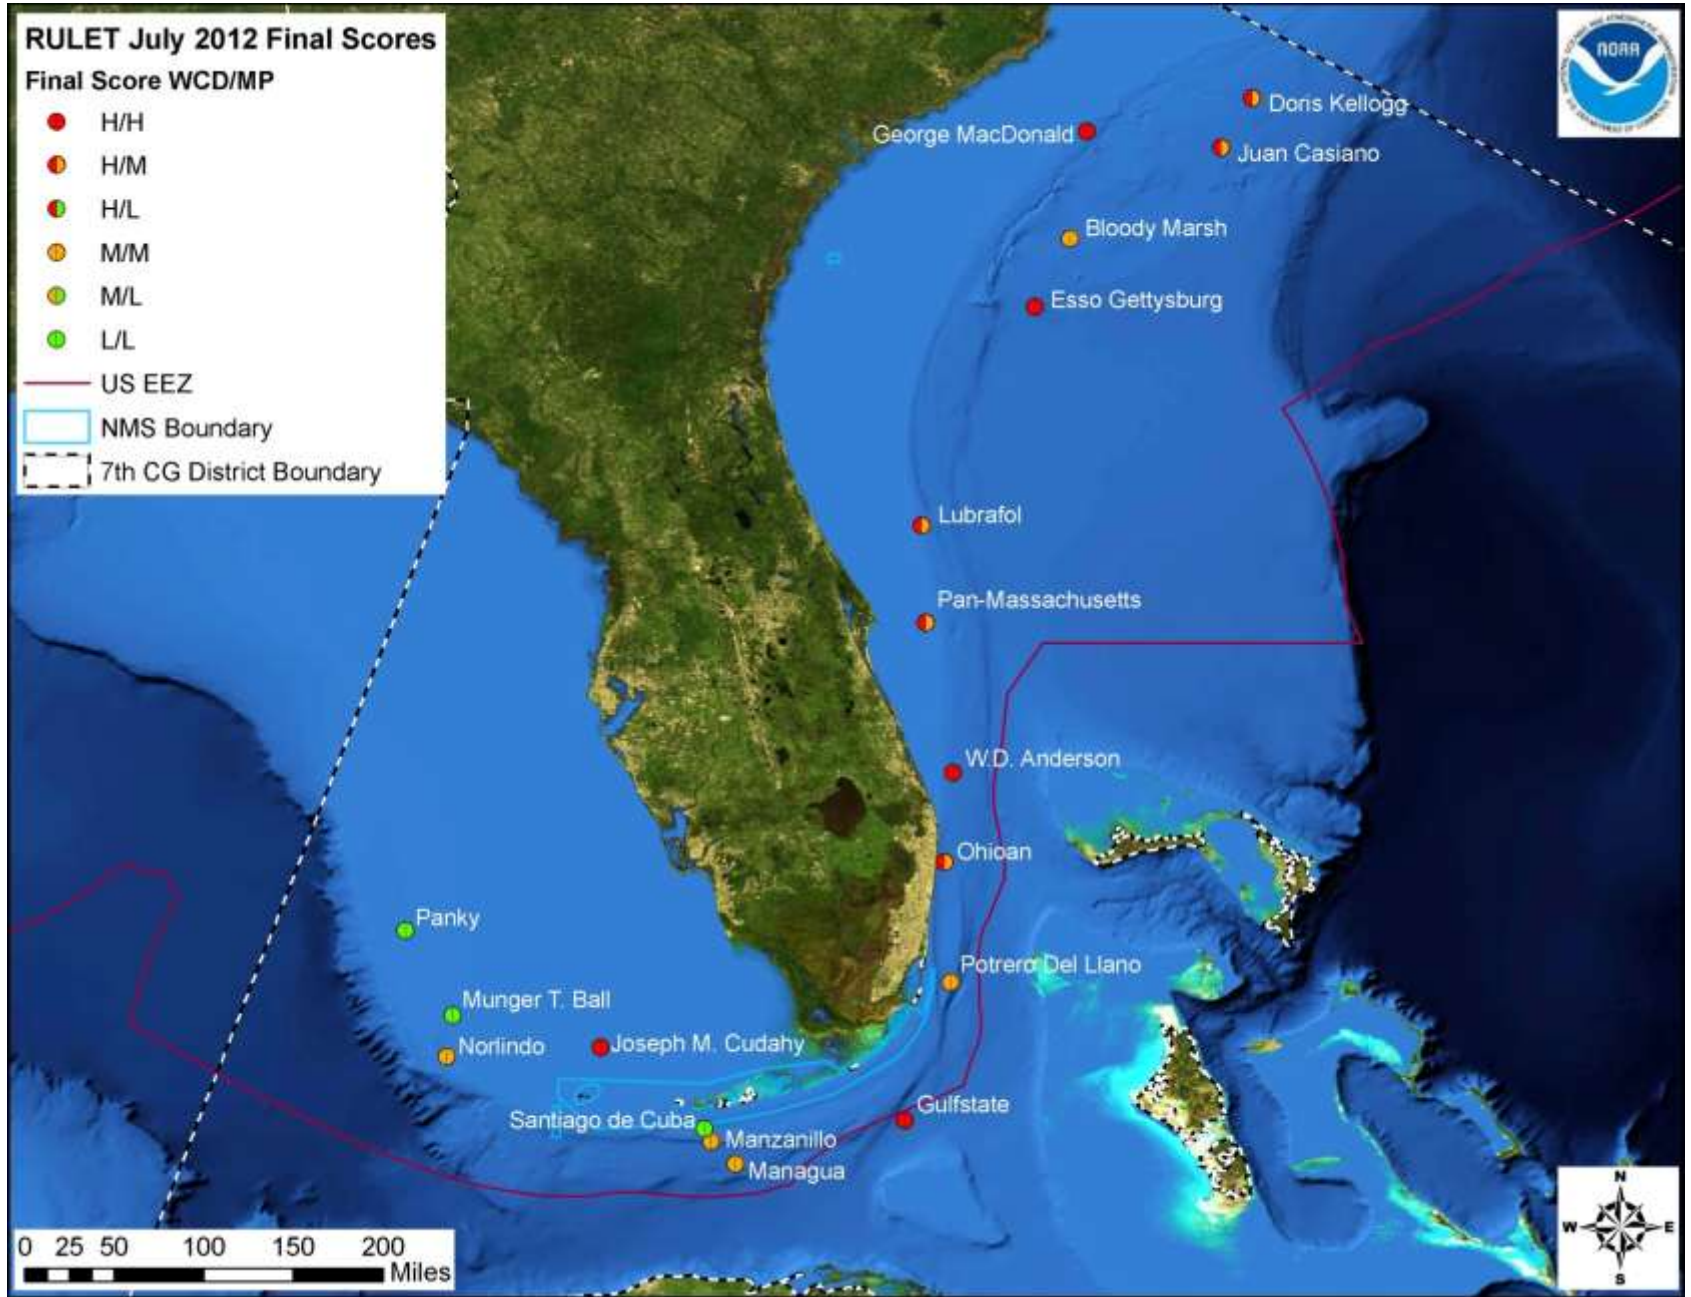 RULET July 2012 Final Scores
Final Score WCD/MP
H/H
H/M
H/L
M/M
M/L
L/L
US EEZ
NMS Boundary
7th CG District Boundary
NOAA
Doris Kellogg
George MacDonald
Juan Casiano
Bloody Marsh
Esso Gettysburg
Lubrafol
Pan-Massachusetts
W.D. Anderson
Ohioan
Panky
Potrero Del Llano
Munger T. Ball
Norlindo
Joseph M. Cudahy
Gulfstate
Santiago de Cuba
Manzanillo
Managua
N
W E
S
0 25 50 100 150 200
Miles